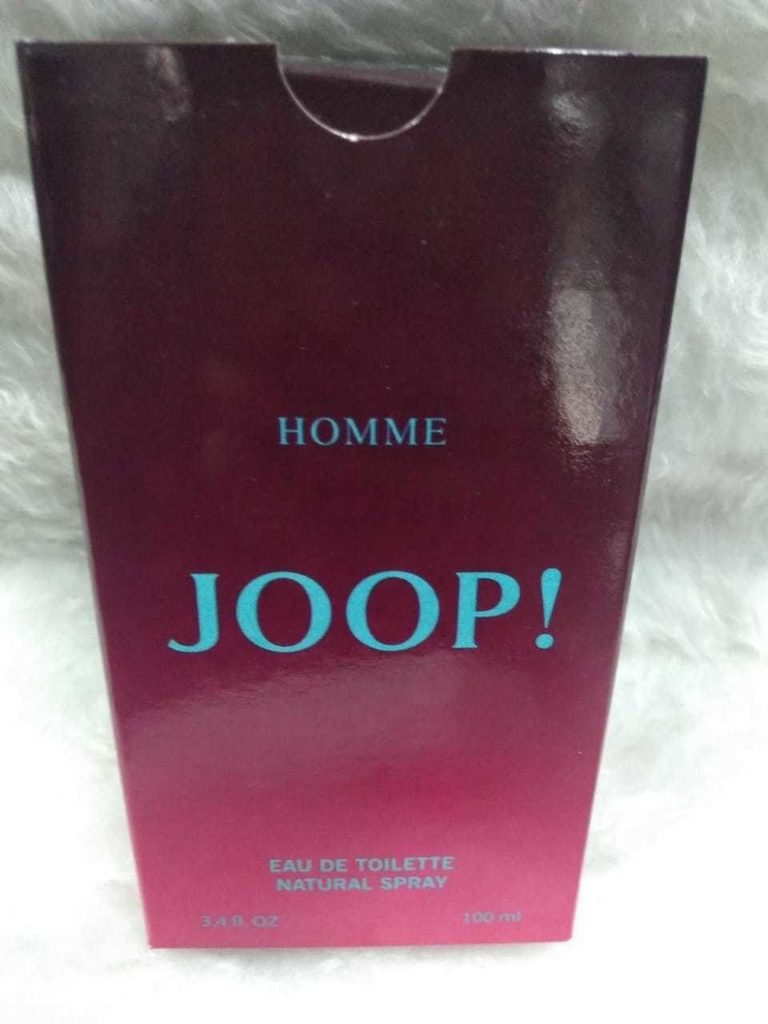 HOMME
JOOP!
EAU DE TOILETTE
NATURAL SPRAY
3,4 fl. OZ 100 ml